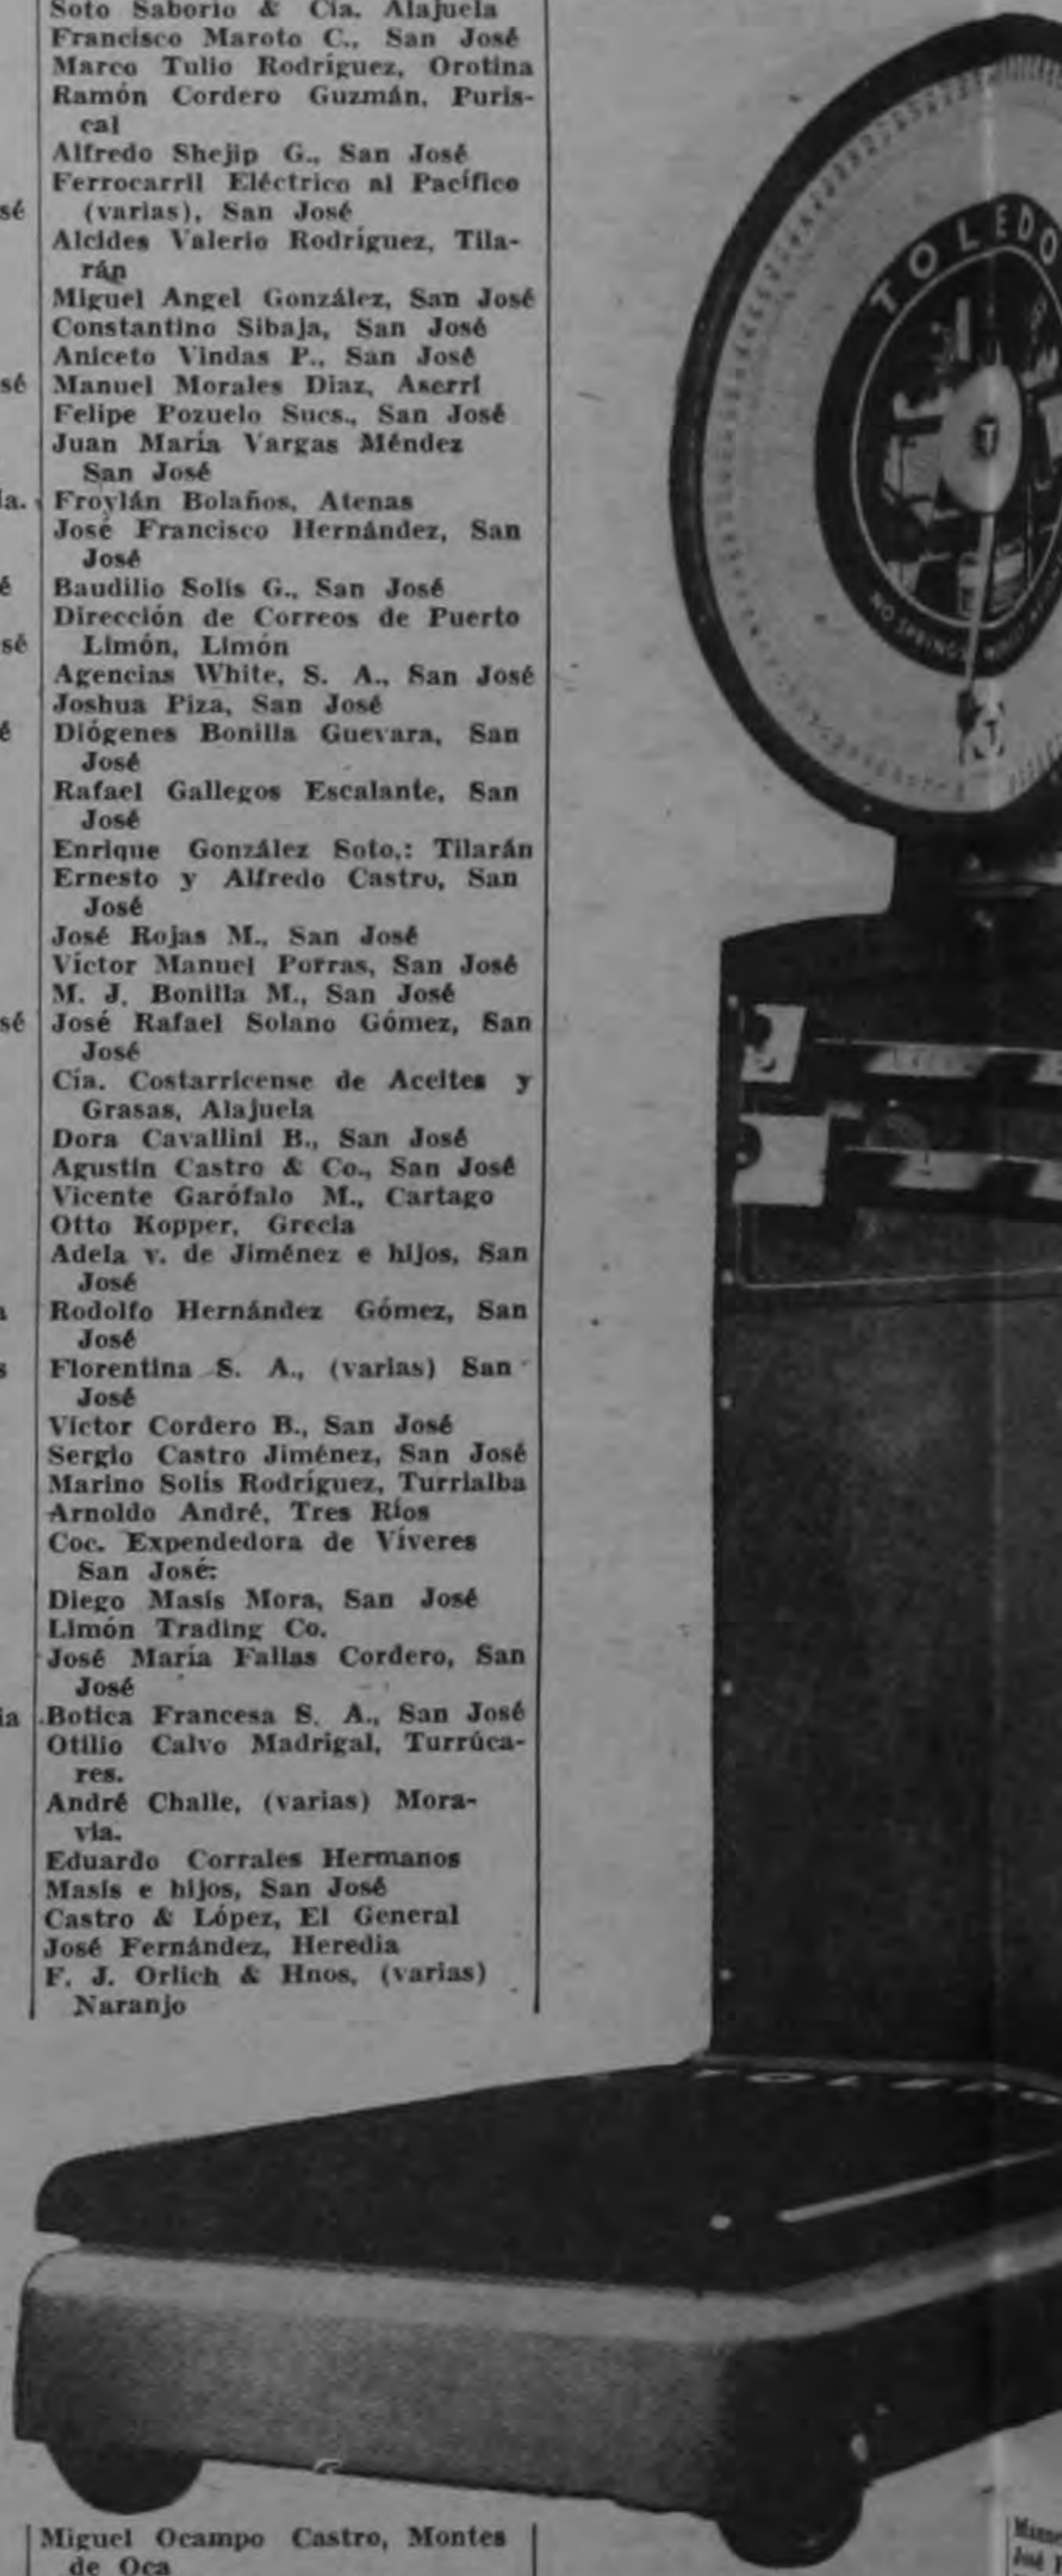 Soto Saborío & Cía. Alajuela
Francisco Maroto C., San José
Marco Tulio Rodríguez, Orotina
Ramón Cordero Guzmán, Puris-
cal
Alfredo Shejip G., San José
Ferrocarril Eléctrico al Pacífico
(varias), San José
Alcides Valerio Rodríguez, Tila-
rán
Miguel Angel González, San José
Constantino Sibaja, San José
Aniceto Vindas P., San José
Manuel Morales Díaz, Aserrí
Felipe Pozuelo Sucs., San José
Juan María Vargas Méndez
San José
Froylán Bolaños, Atenas
José Francisco Hernández, San
José
Baudilio Solís G., San José
Dirección de Correos de Puerto
Limón, Limón
Agencias White, S. A., San José
Joshua Piza, San José
Diógenes Bonilla Guevara, San
José
Rafael Gallegos Escalante, San
José
Enrique González Soto,: Tilarán
Ernesto y Alfredo Castro, San
José
José Rojas M., San José
Víctor Manuel Porras, San José
M. J. Bonilla M., San José
José Rafael Solano Gómez, San
José
Cía. Costarricense de Aceites y
Grasas, Alajuela
Dora Cavallini B., San José
Agustín Castro & Co., San José
Vicente Garófalo M., Cartago
Otto Kopper, Grecia
Adela v. de Jiménez e hijos, San
José
Rodolfo Hernández Gómez, San
José
Florentina S. A., (varias) San
José
Víctor Cordero B., San José
Sergio Castro Jiménez, San José
Marino Solís Rodríguez, Turrialba
Arnoldo André, Tres Ríos
Coc. Expendedora de Víveres
San José:
Diego Masís Mora, San José
Limón Trading Co.
José María Fallas Cordero, San
José
Botica Francesa S. A., San José
Otilio Calvo Madrigal, Turrúca-
res.
André Challe, (varias) Mora-
via.
Eduardo Corrales Hermanos
Masís e hijos, San José
Castro & López, El General
José Fernández, Heredia
F. J. Orlich & Hnos, (varias)
Naranjo
Miguel Ocampo Castro, Montes
de Oca
TOLEDO
NO SPRINGS
T
T